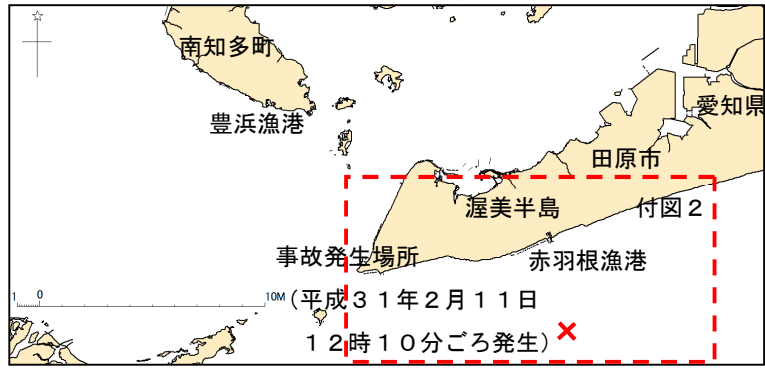 南知多町
愛知県
豊浜漁港
田原市
渥美半島
付図２
事故発生場所
赤羽根漁港
1 0 10M
（平成３１年２月１１日
１２時１０分ごろ発生）